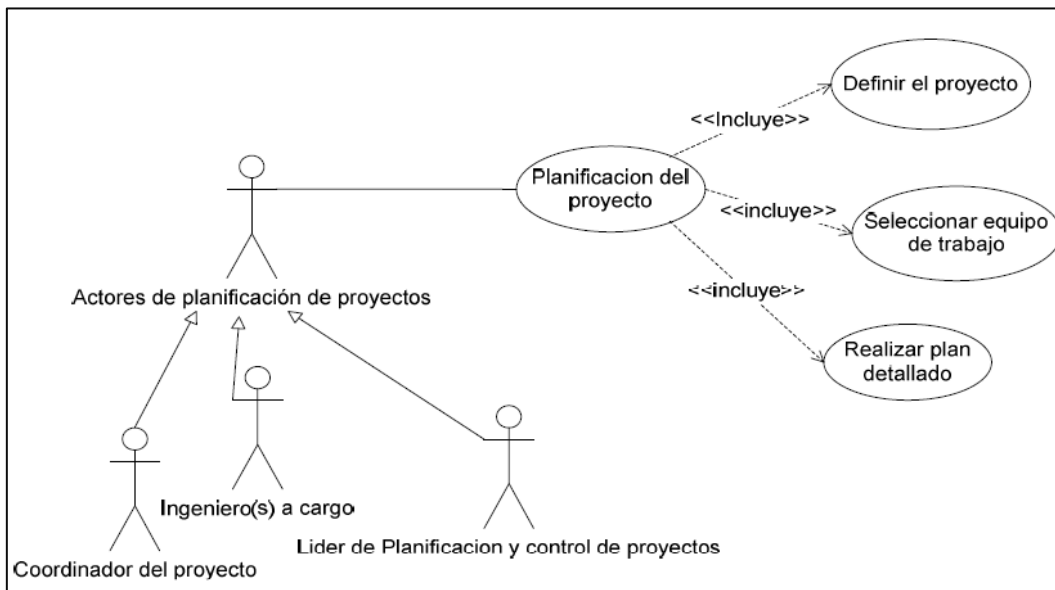 Definir el proyecto
<<Incluye>>
Planificacion del
proyecto
<<incluye>>
Seleccionar equipo
de trabajo
<<incluye>>
Actores de planificación de proyectos
Realizar plan
detallado
Ingeniero(s) a cargo
Lider de Planificacion y control de proyectos
Coordinador del proyecto